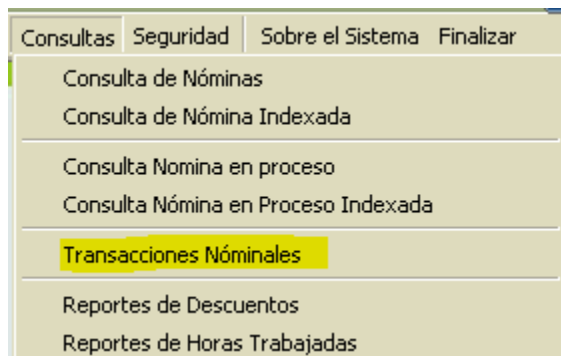 Consultas Seguridad Sobre el Sistema Finalizar
Consulta de Nóminas
Consulta de Nómina Indexada
Consulta Nomina en proceso
Consulta Nómina en Proceso Indexada
Transacciones Nóminales
Reportes de Descuentos
Reportes de Horas Trabajadas